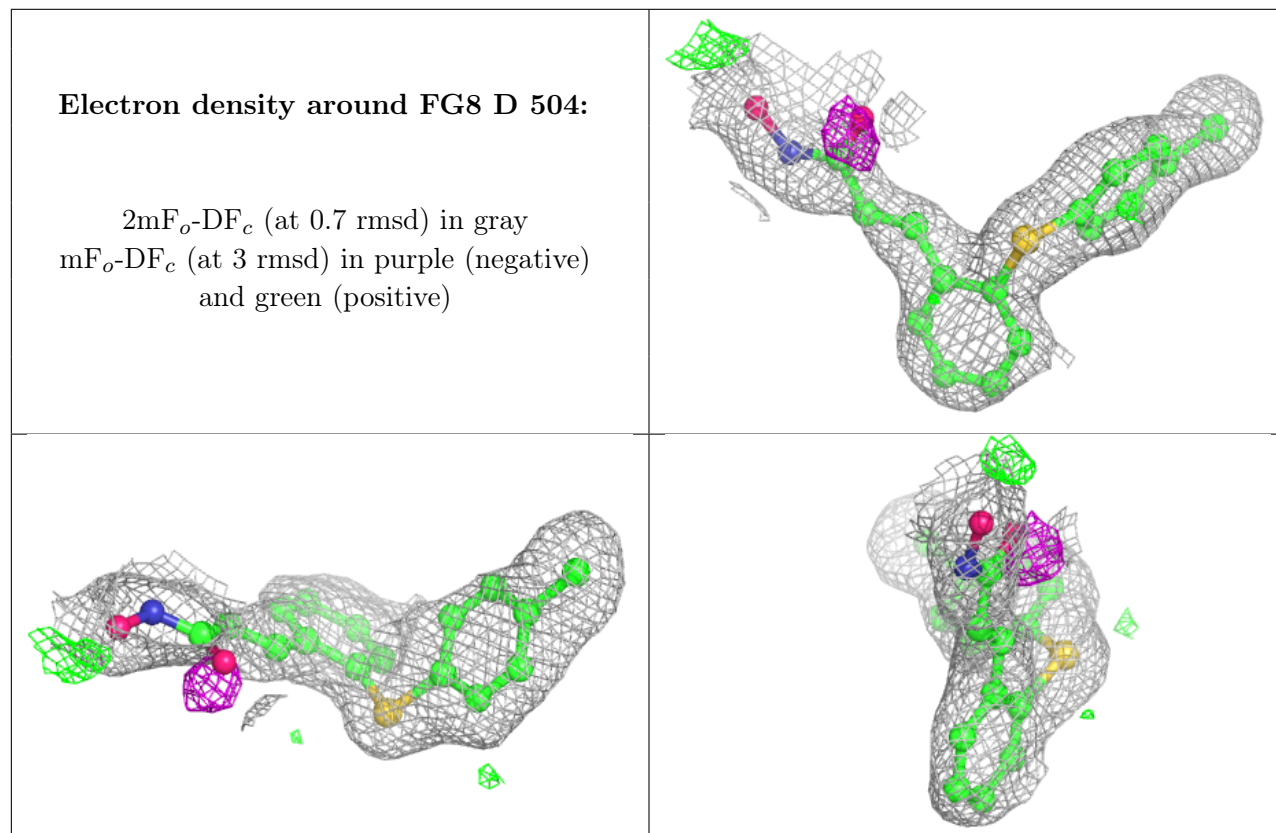 Electron density around FG8 D 504:
2mFo-DFc (at 0.7 rmsd) in gray
mFo-DFc (at 3 rmsd) in purple (negative)
and green (positive)